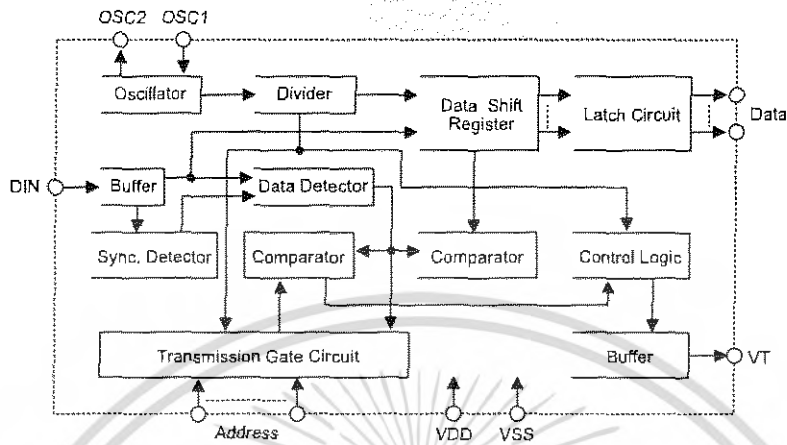 OSC2 OSC1
Oscillator
Divider
Data Shift
Register
Latch Circuit
Data
DIN
Buffer
Data Detector
Sync. Detector
Comparator
Comparator
Control Logic
Transmission Gate Circuit
Buffer
VT
Address
VDD
VSS